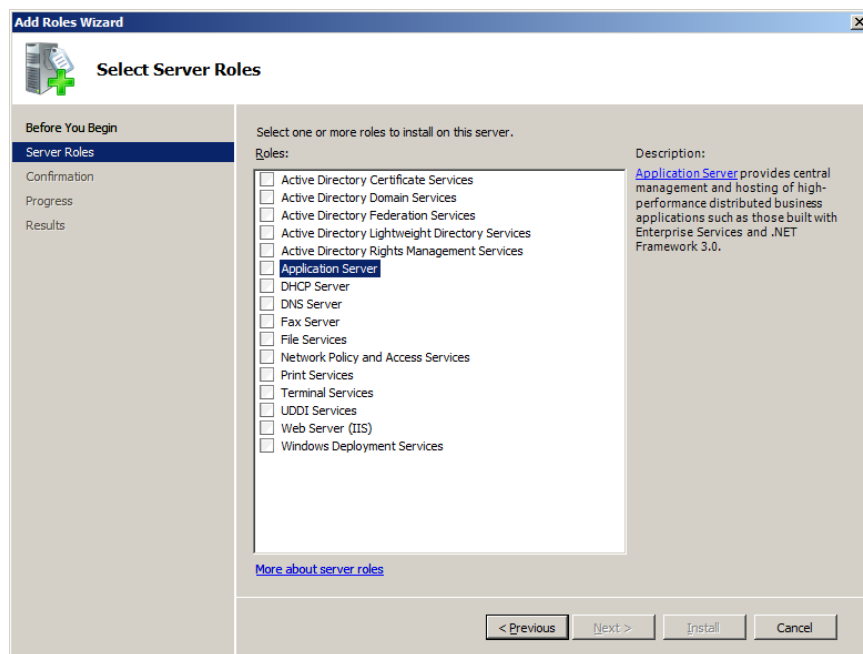 Add Roles Wizard
Select Server Roles
Before You Begin
Server Roles
Confirmation
Progress
Results
Select one or more roles to install on this server.
Roles:
Active Directory Certificate Services
Active Directory Domain Services
Active Directory Federation Services
Active Directory Lightweight Directory Services
Active Directory Rights Management Services
Application Server
DHCP Server
DNS Server
Fax Server
File Services
Network Policy and Access Services
Print Services
Terminal Services
UDDI Services
Web Server (IIS)
Windows Deployment Services
More about server roles
Description:
Application Server provides central
management and hosting of high-
performance distributed business
applications such as those built with
Enterprise Services and .NET
Framework 3.0.
< Previous
Next >
Install
Cancel